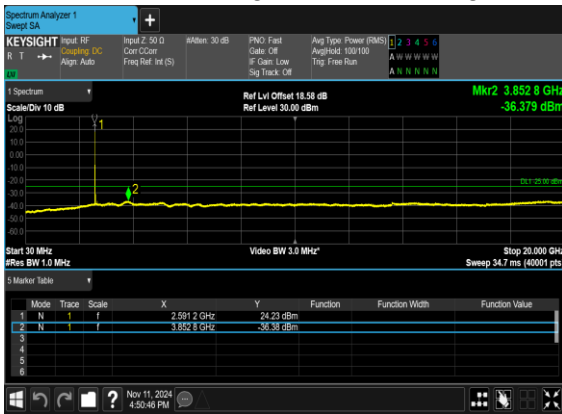 Spectrum Analyzer 1
Swept SA
KEYSIGHT Input: RF Input Z: 50 Ω #Atten: 30 dB PNO: Fast Avg Type: Power (RMS) 1 2 3 4 5 6
R T Coupling: DC Corr CCorr Gate: Off Avg|Hold: 100/100 A W W W W W
Align: Auto Freq Ref: Int (S) IF Gain: Low Trig: Free Run
Sig Track: Off A N N N N N
1 Spectrum Ref Lvl Offset 18.58 dB Mkr2 3.852 8 GHz
Scale/Div 10 dB Ref Level 30.00 dBm -36.379 dBm
Log
20.0
10.0
0.00
-10.0
-20.0
-30.0
-40.0
-50.0
-60.0
1
2
DL1 -25.00 dBm
Start 30 MHz Video BW 3.0 MHz* Stop 20.000 GHz
#Res BW 1.0 MHz Sweep 34.7 ms (40001 pts)
5 Marker Table
Mode Trace Scale X Y Function Function Width Function Value
1 N 1 f 2.591 2 GHz 24.23 dBm
2 N 1 f 3.852 8 GHz -36.38 dBm
3
4
5
6
Nov 11, 2024
4:50:46 PM